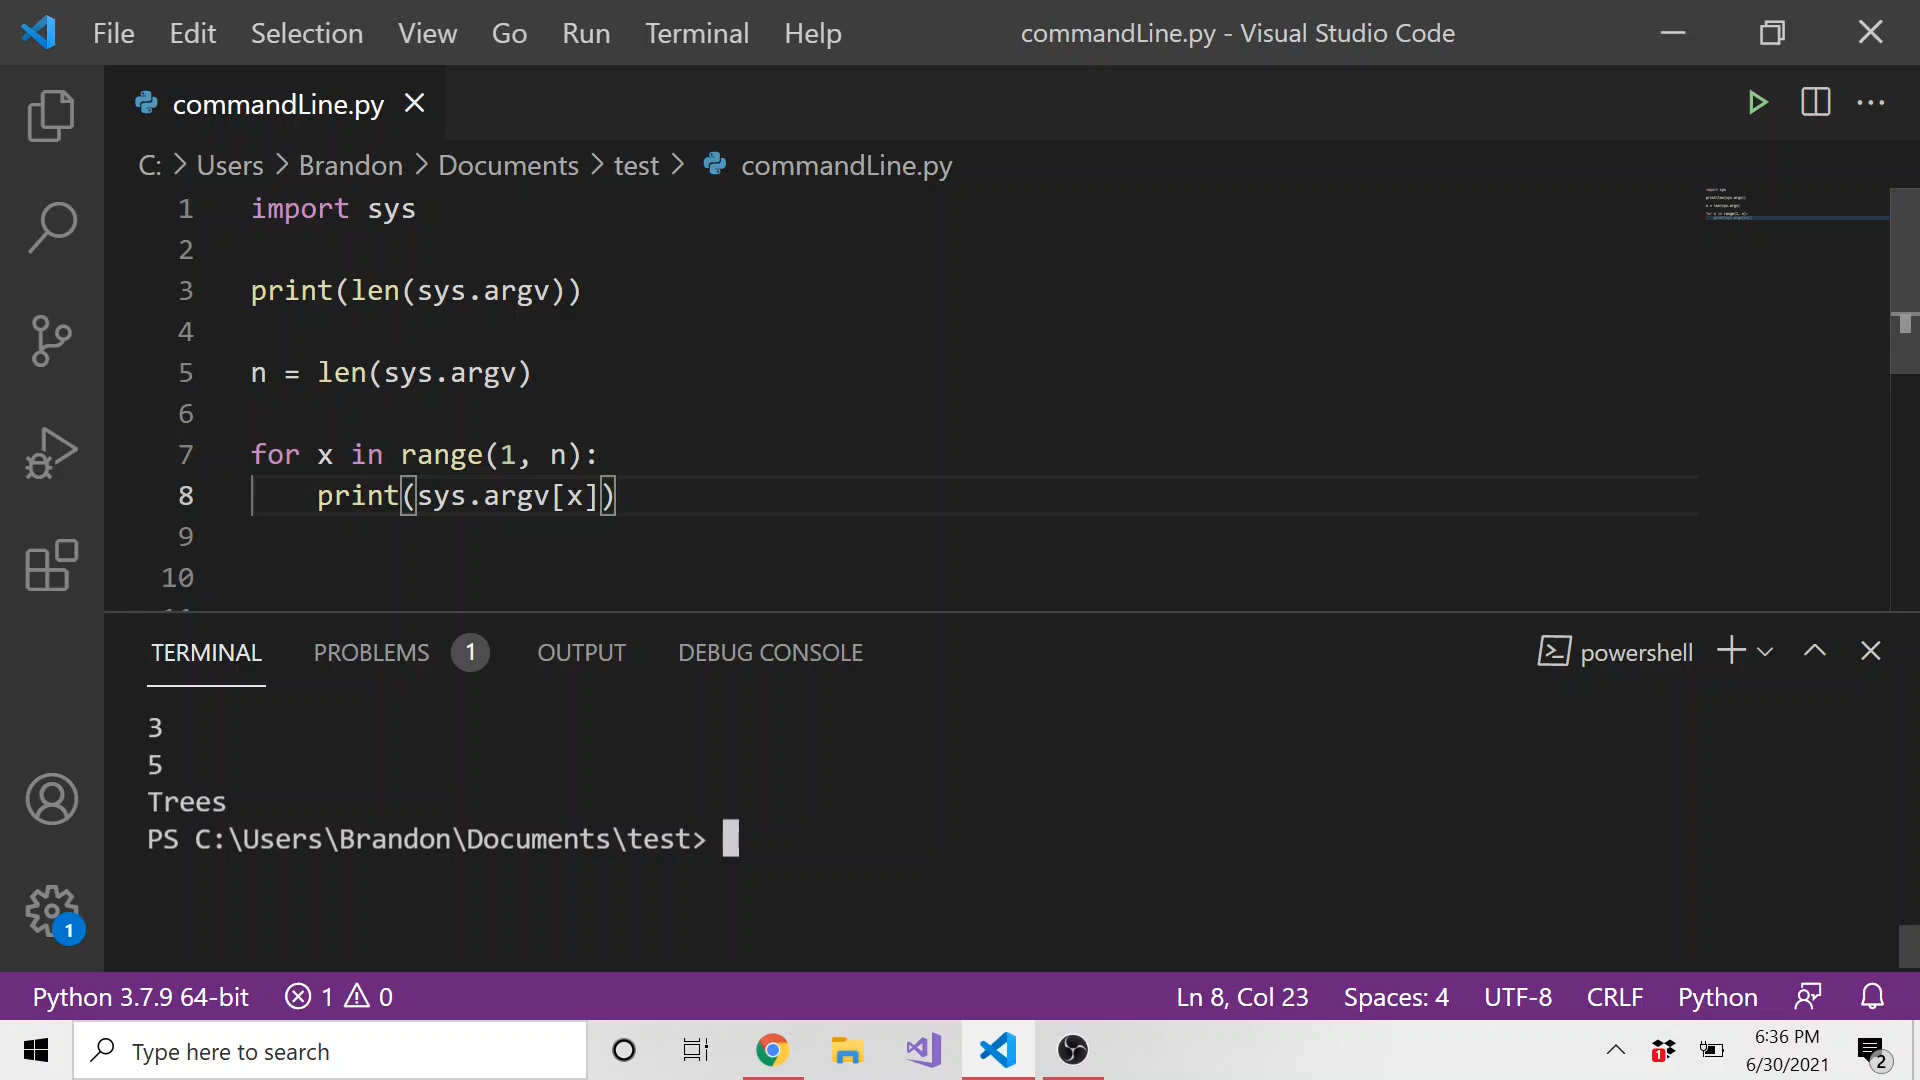 File Edit Selection View Go Run Terminal Help commandLine.py - Visual Studio Code
commandLine.py
C: > Users > Brandon > Documents > test > commandLine.py
1 import sys
2
3 print(len(sys.argv))
4
5 n = len(sys.argv)
6
7 for x in range(1, n):
8 print(sys.argv[x])
9
10
TERMINAL PROBLEMS 1 OUTPUT DEBUG CONSOLE powershell
3
5
Trees
PS C:\Users\Brandon\Documents\test>
1
Python 3.7.9 64-bit 1 0 Ln 8, Col 23 Spaces: 4 UTF-8 CRLF Python
Type here to search 1 6:36 PM
6/30/2021 2